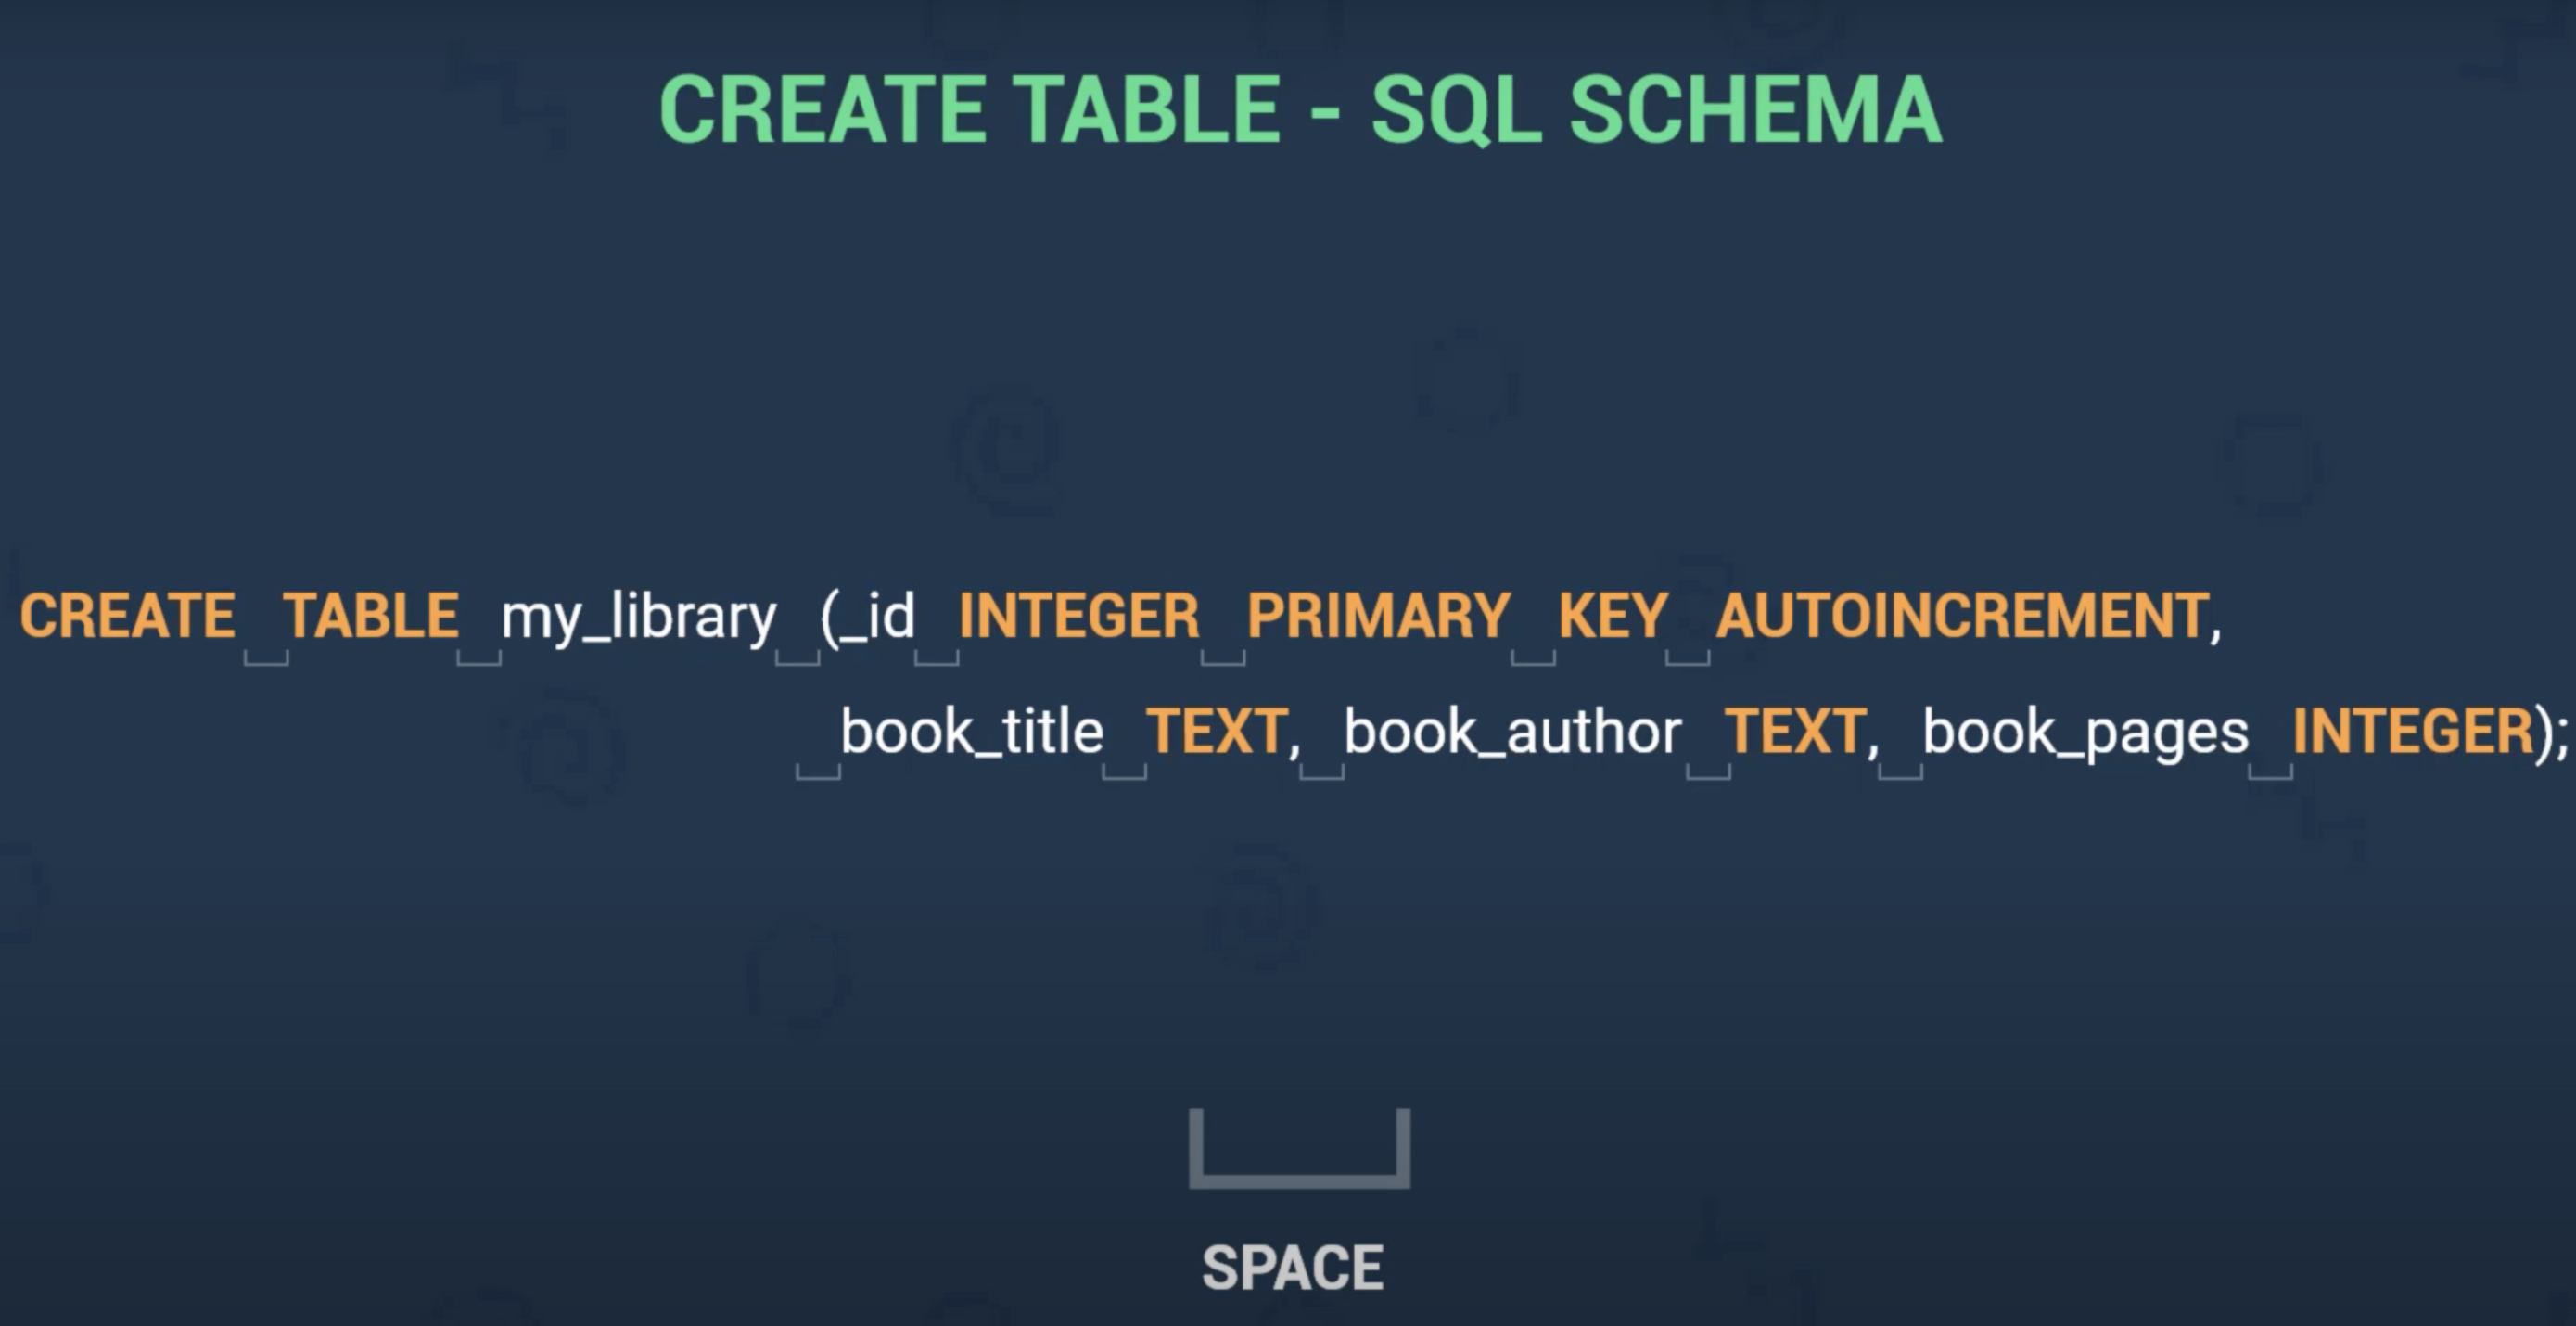 CREATE TABLE - SQL SCHEMA
CREATE TABLE my_library (_id INTEGER PRIMARY KEY AUTOINCREMENT,
book_title TEXT, book_author TEXT, book_pages INTEGER);
SPACE